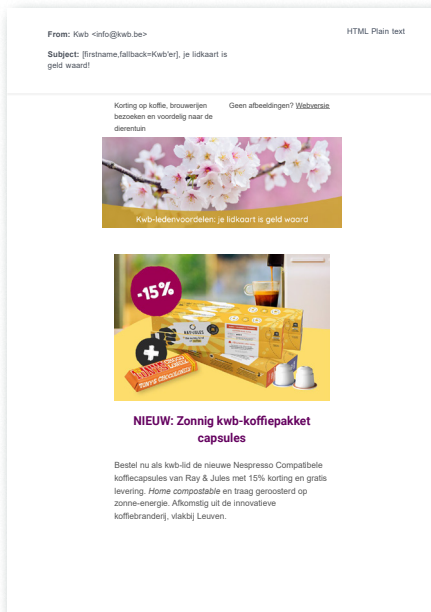 From: Kwb <info@kwb.be>
HTML Plain text
Subject: [firstname,fallback=Kwb'er], je lidkaart is
geld waard!
Korting op koffie, brouwerijen
bezoeken en voordelig naar de
dierentuin
Geen afbeeldingen? Webversie
Kwb-ledenvoordelen: je lidkaart is geld waard
-15%
RAY & JULES
TONY'S CHOCOLONELY
NIEUW: Zonnig kwb-koffiepakket
capsules
Bestel nu als kwb-lid de nieuwe Nespresso Compatibele
koffiecapsules van Ray & Jules met 15% korting en gratis
levering. Home compostable en traag geroosterd op
zonne-energie. Afkomstig uit de innovatieve
koffiebranderij, vlakbij Leuven.